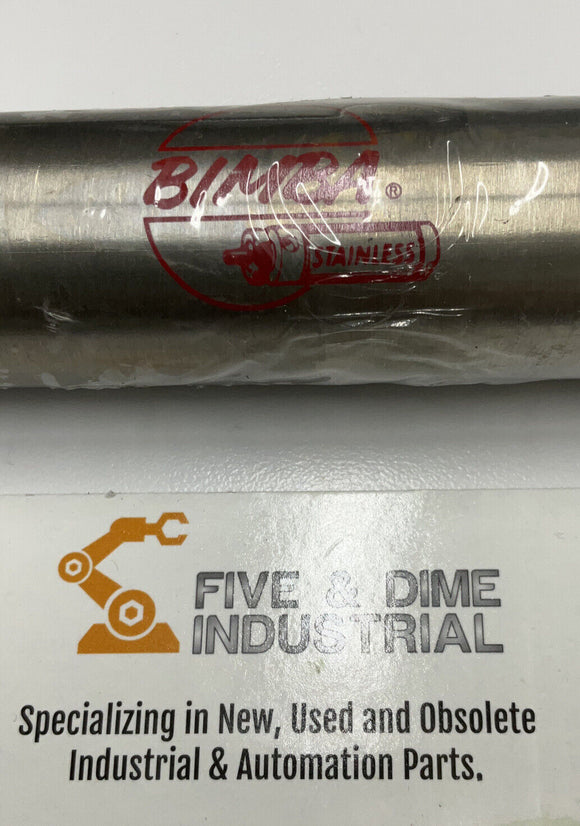 BIMBA®
STAINLESS
FIVE & DIME
INDUSTRIAL
Specializing in New, Used and Obsolete
Industrial & Automation Parts.